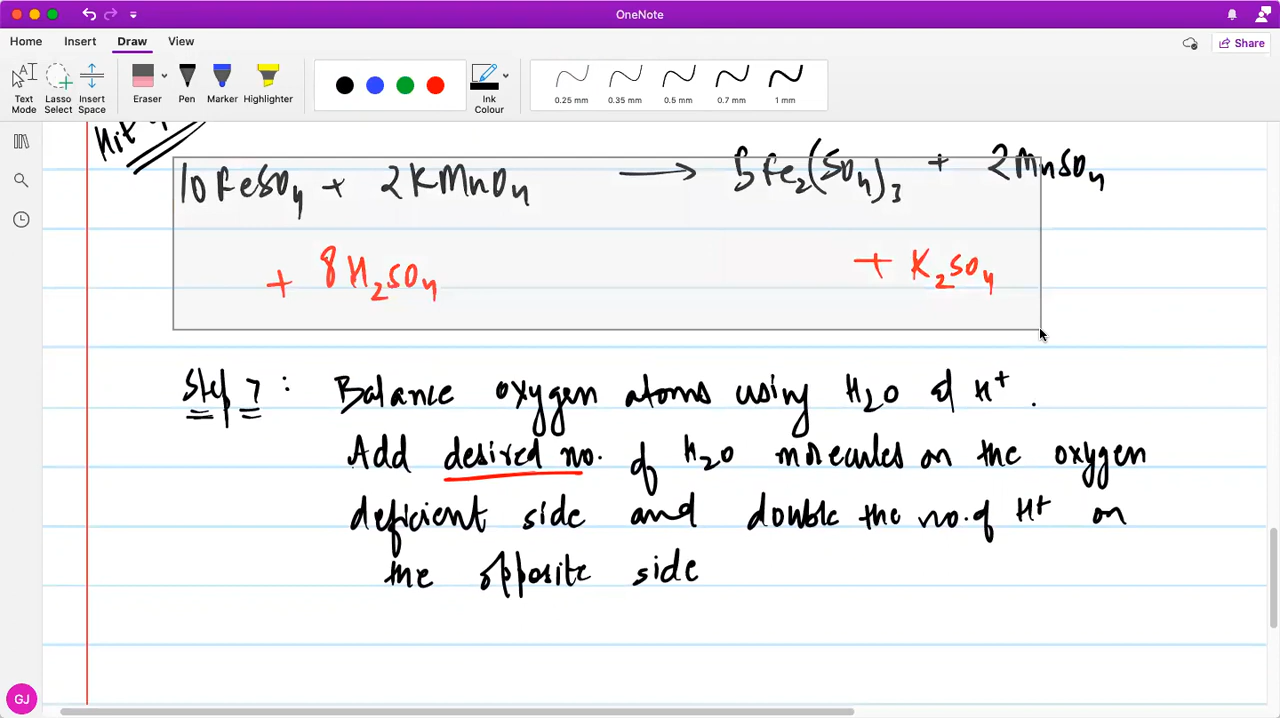 OneNote
Home Insert Draw View
Share
Text Mode
Lasso Select
Insert Space
Eraser
Pen
Marker
Highlighter
Ink Colour
0.25 mm
0.35 mm
0.5 mm
0.7 mm
1 mm
Hit
10FeSO₄ + 2KMnO₄ → 5Fe₂(SO₄)₃ + 2MnSO₄
+ 8H₂SO₄ + K₂SO₄
Step 7 : Balance oxygen atoms using H₂O & H⁺.
Add desired no. of H₂O molecules on the oxygen
deficient side and double the no. of H⁺ on
the opposite side
GJ